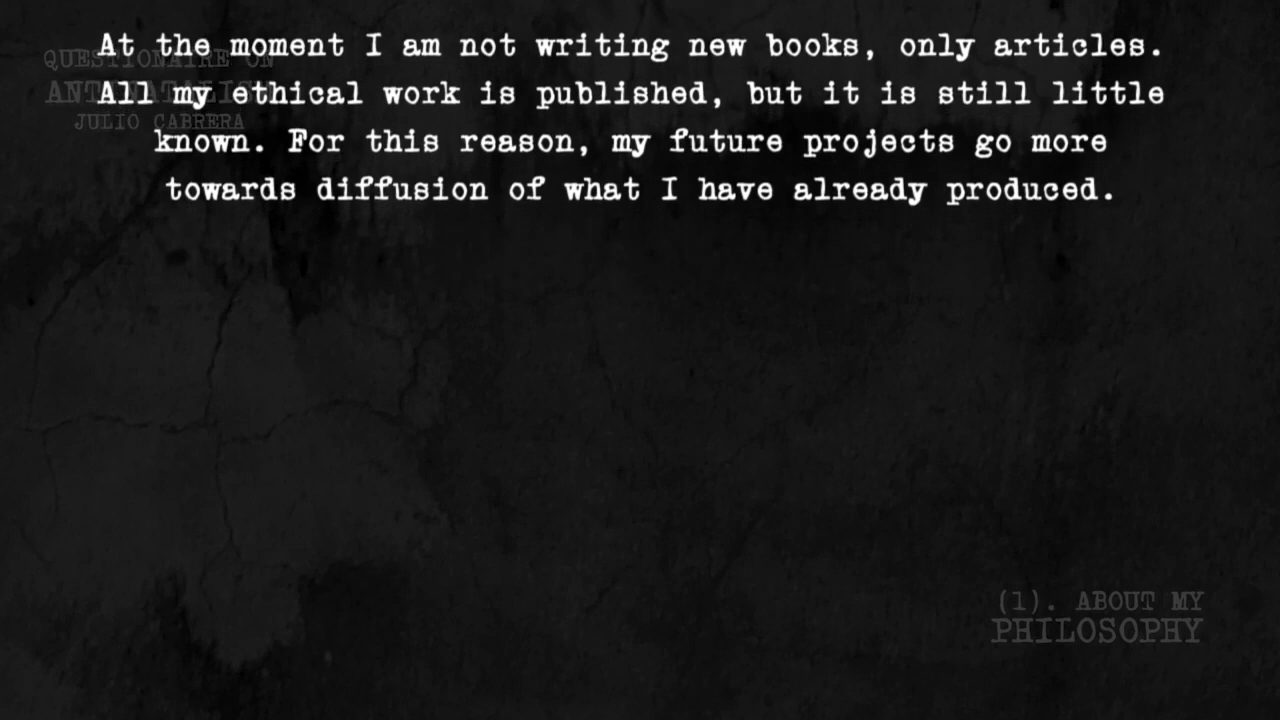 At the moment I am not writing new books, only articles.
All my ethical work is published, but it is still little
known. For this reason, my future projects go more
towards diffusion of what I have already produced.
QUESTIONAIRE ON
ANTINATALISM
JULIO CABRERA
(1). ABOUT MY
PHILOSOPHY